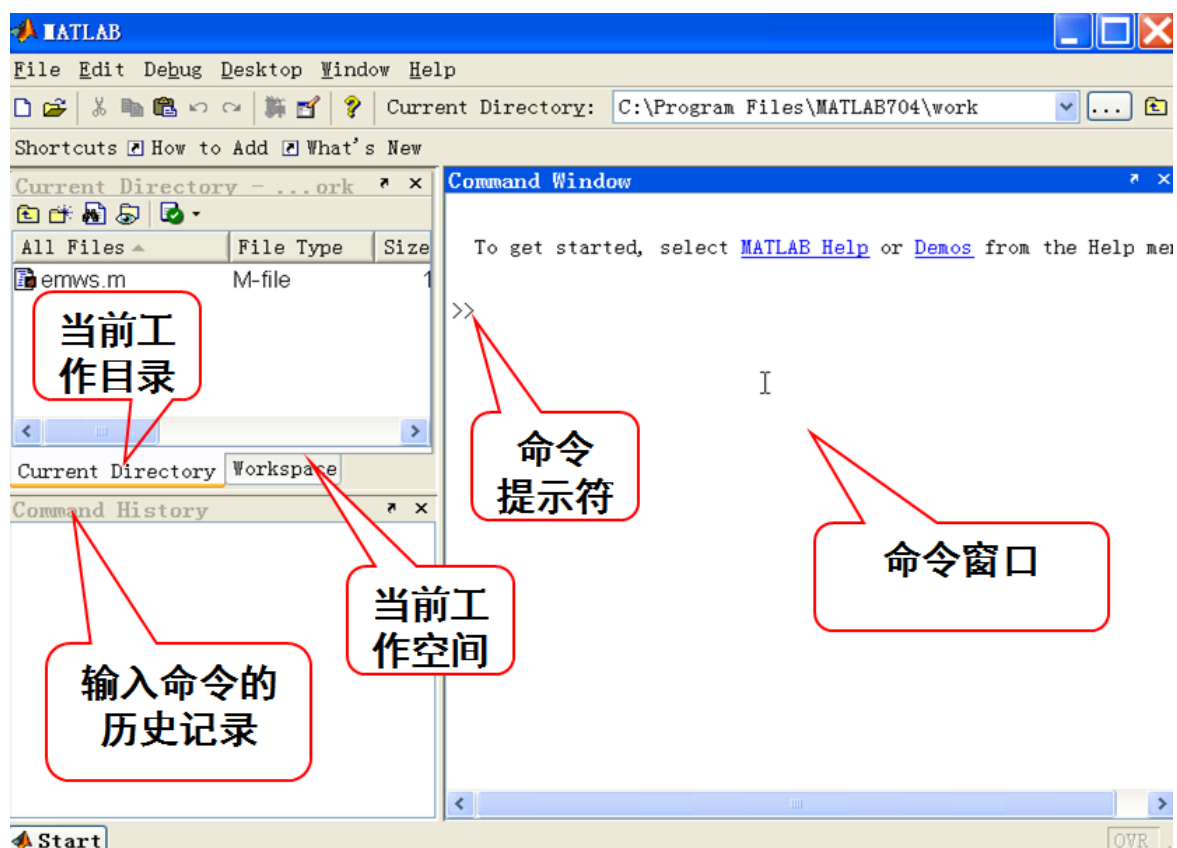 MATLAB
File Edit Debug Desktop Window Help
Current Directory: C:\Program Files\MATLAB704\work ...
Shortcuts How to Add What's New
Current Directory - ...ork
All Files File Type Size
emws.m M-file 1
当前工
作目录
Current Directory Workspace
Command History
输入命令的
历史记录
当前工
作空间
Command Window
To get started, select MATLAB Help or Demos from the Help
>>
命令
提示符
命令窗口
Start
OVR